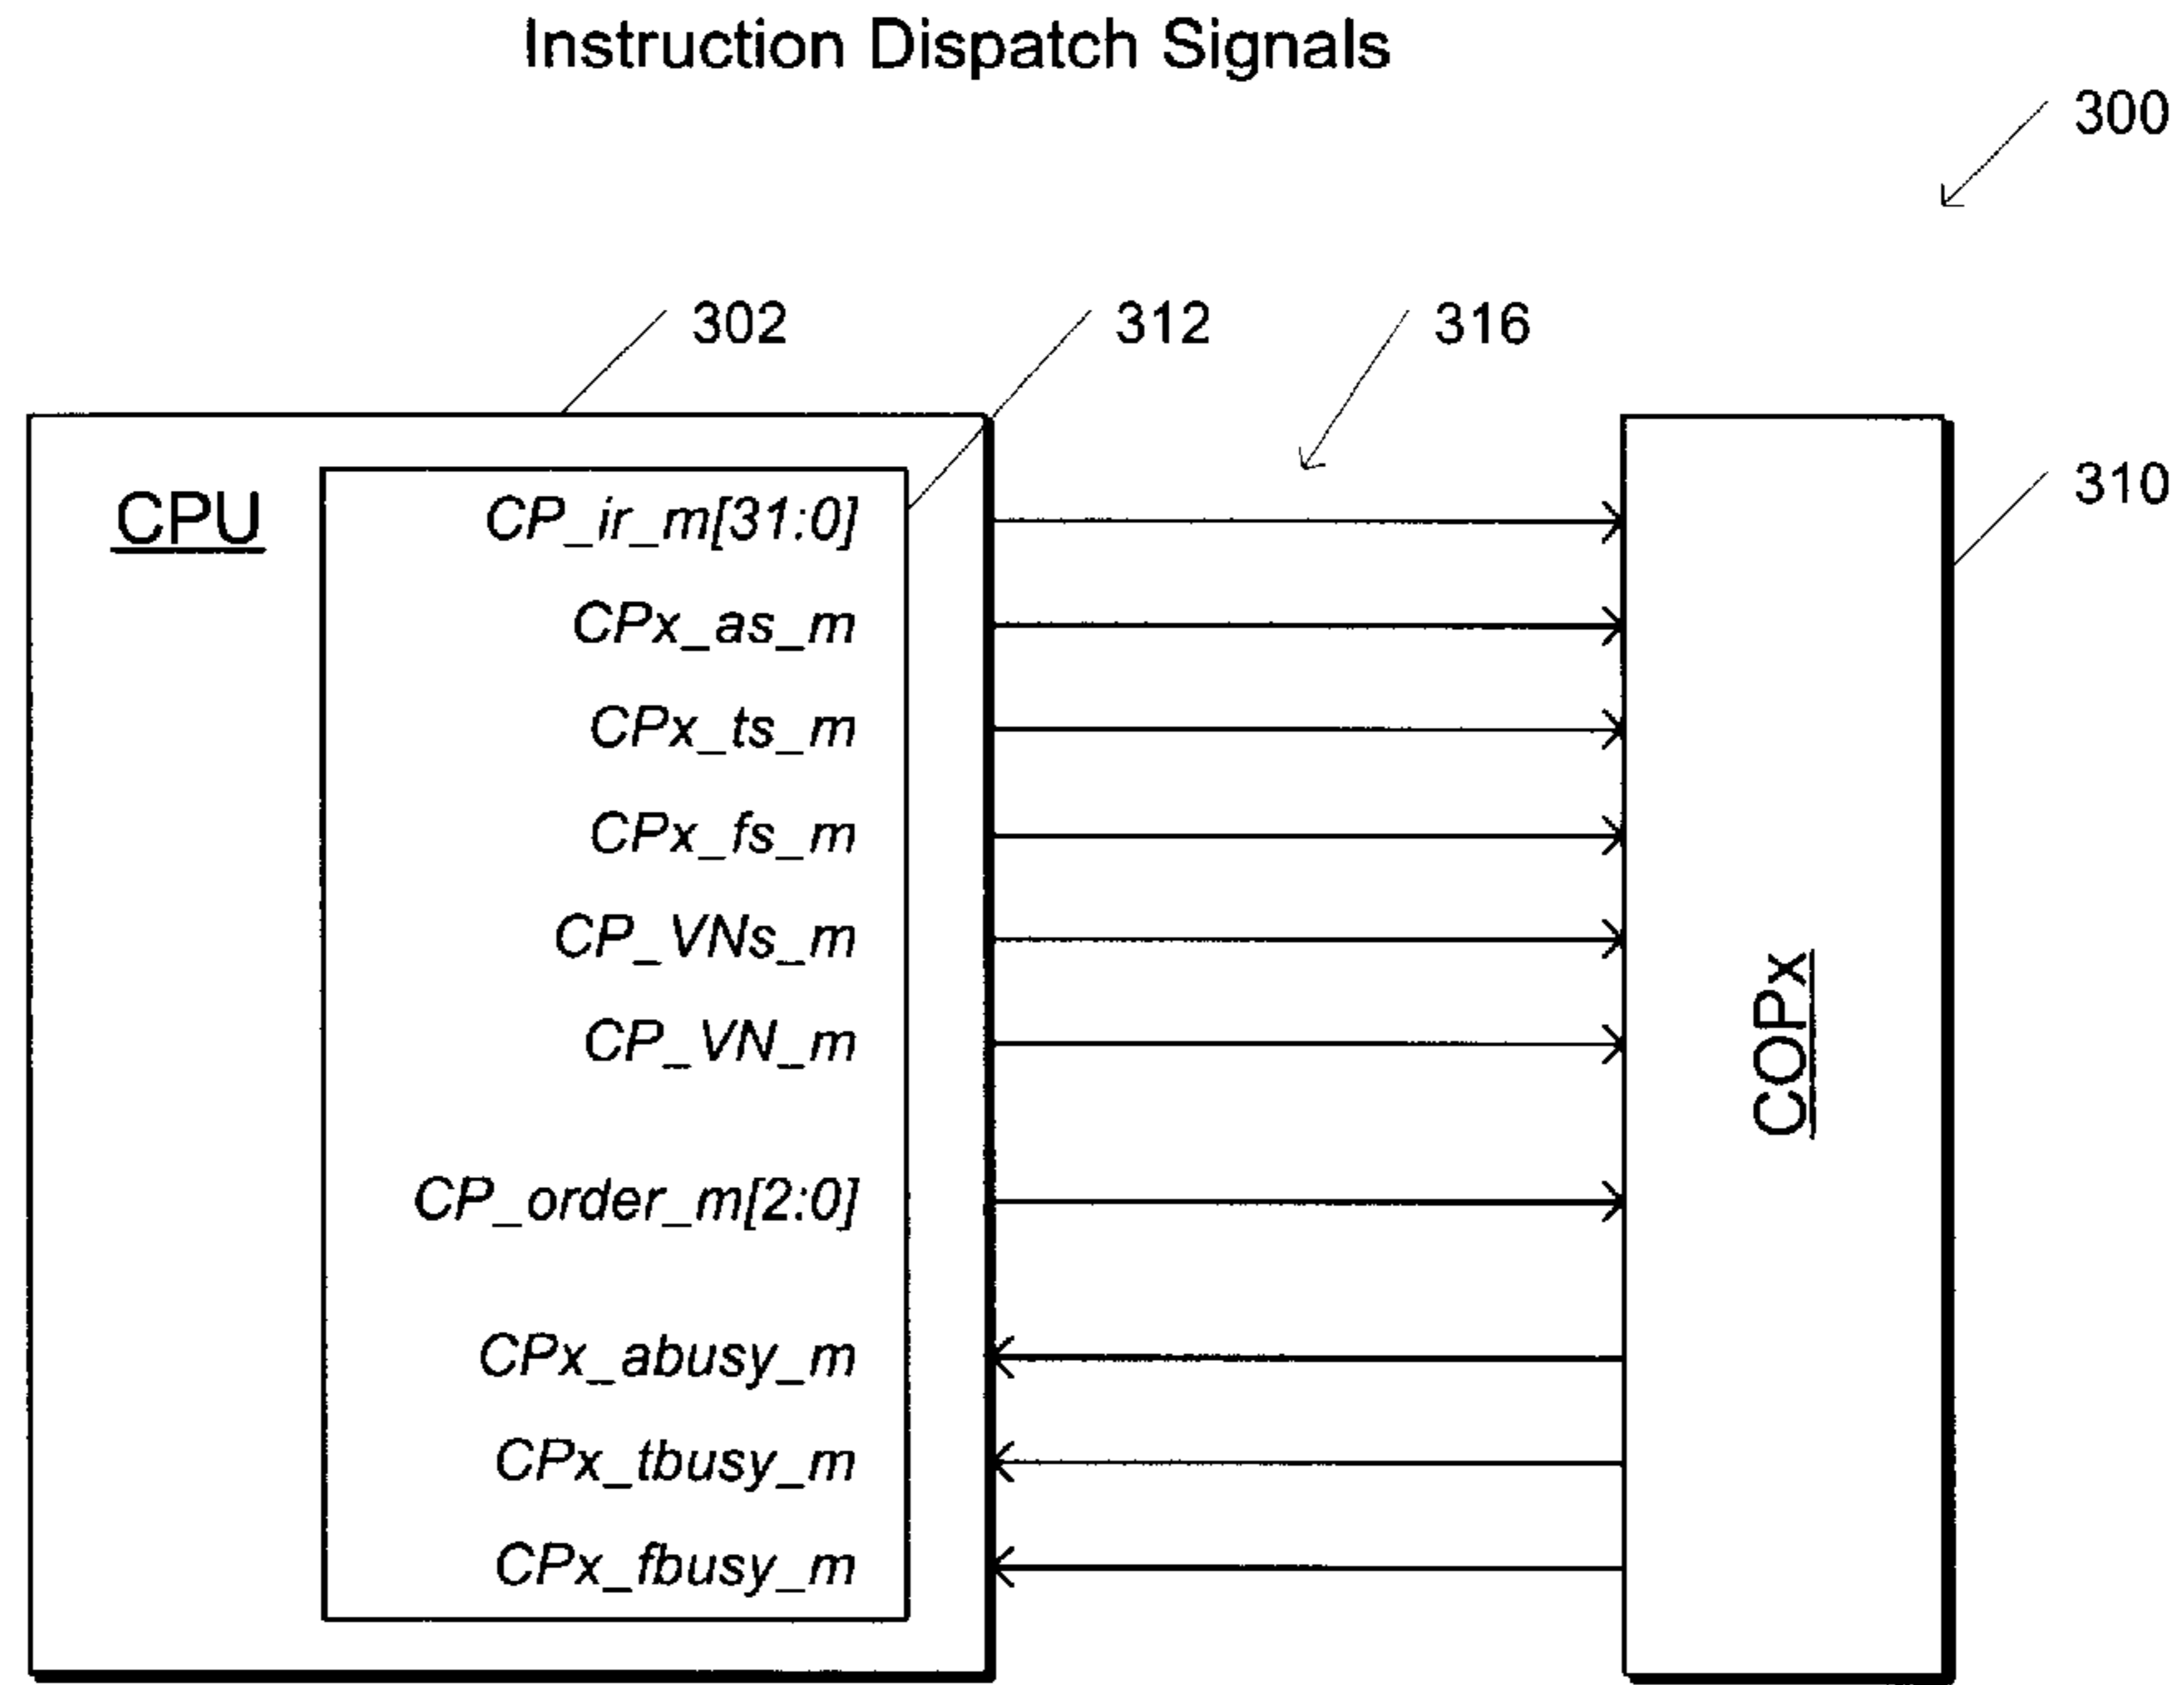 Instruction Dispatch Signals
300
302
312
316
310
CPU
CP_ir_m[31:0]
CPx_as_m
CPx_ts_m
CPx_fs_m
CP_VNs_m
CP_VN_m
CP_order_m[2:0]
CPx_abusy_m
CPx_tbusy_m
CPx_fbusy_m
COPx